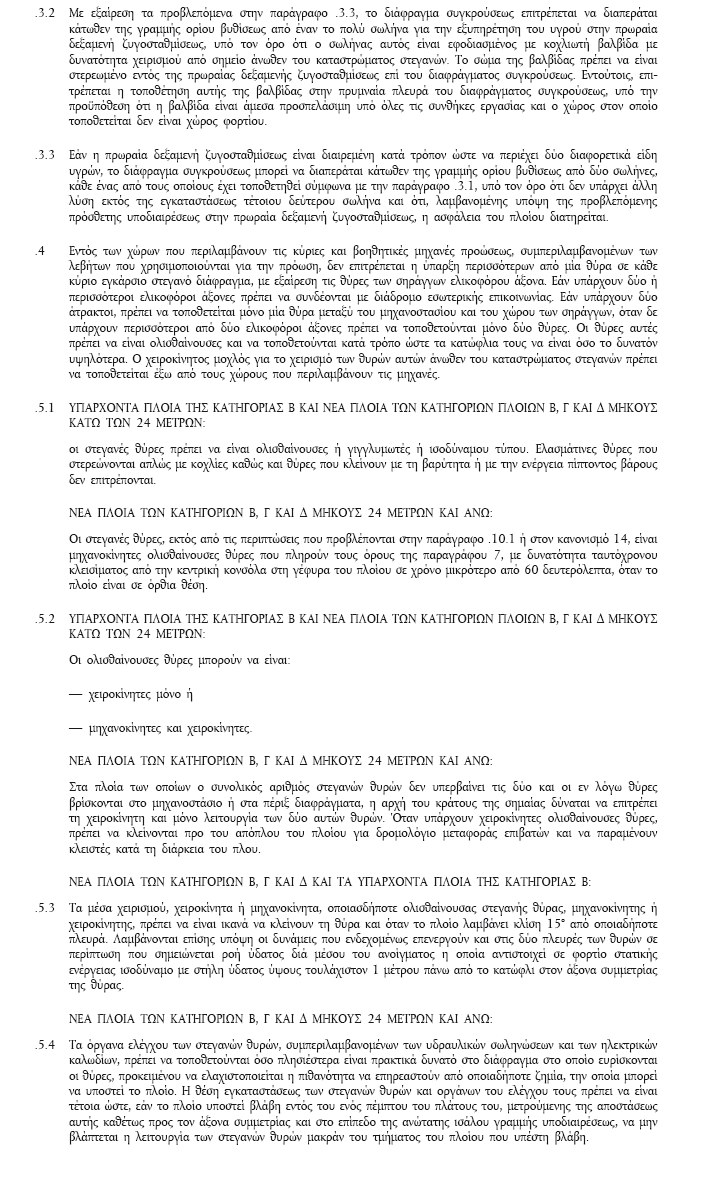 .3.2 Με εξαίρεση τα προβλεπόμενα στην παράγραφο .3.3, το διάφραγμα συγκρούσεως επιτρέπεται να διαπεράται
κάτωθεν της γραμμής ορίου βυθίσεως από έναν το πολύ σωλήνα για την εξυπηρέτηση του υγρού στην πρωραία
δεξαμενή ζυγοσταθμίσεως, υπό τον όρο ότι ο σωλήνας αυτός είναι εφοδιασμένος με κοχλιωτή βαλβίδα με
δυνατότητα χειρισμού από σημείο άνωθεν του καταστρώματος στεγανών. Το σώμα της βαλβίδας πρέπει να είναι
στερεωμένο εντός της πρωραίας δεξαμενής ζυγοσταθμίσεως επί του διαφράγματος συγκρούσεως. Εντούτοις, επι-
τρέπεται η τοποθέτηση αυτής της βαλβίδας στην πρυμναία πλευρά του διαφράγματος συγκρούσεως, υπό την
προϋπόθεση ότι η βαλβίδα είναι άμεσα προσπελάσιμη υπό όλες τις συνθήκες εργασίας και ο χώρος στον οποίο
τοποθετείται δεν είναι χώρος φορτίου.
.3.3 Εάν η πρωραία δεξαμενή ζυγοσταθμίσεως είναι διαιρεμένη κατά τρόπον ώστε να περιέχει δύο διαφορετικά είδη
υγρών, το διάφραγμα συγκρούσεως μπορεί να διαπεράται κάτωθεν της γραμμής ορίου βυθίσεως από δύο σωλήνες,
κάθε ένας από τους οποίους έχει τοποθετηθεί σύμφωνα με την παράγραφο .3.1, υπό τον όρο ότι δεν υπάρχει άλλη
λύση εκτός της εγκαταστάσεως τέτοιου δεύτερου σωλήνα και ότι, λαμβανομένης υπόψη της προβλεπόμενης
πρόσθετης υποδιαιρέσεως στην πρωραία δεξαμενή ζυγοσταθμίσεως, η ασφάλεια του πλοίου διατηρείται.
.4 Εντός των χώρων που περιλαμβάνουν τις κύριες και βοηθητικές μηχανές προώσεως, συμπεριλαμβανομένων των
λεβήτων που χρησιμοποιούνται για την πρόωση, δεν επιτρέπεται η ύπαρξη περισσότερων από μία θύρα σε κάθε
κύριο εγκάρσιο στεγανό διάφραγμα, με εξαίρεση τις θύρες των σηράγγων ελικοφόρου άξονα. Εάν υπάρχουν δύο ή
περισσότεροι ελικοφόροι άξονες πρέπει να συνδέονται με διάδρομο εσωτερικής επικοινωνίας. Εάν υπάρχουν δύο
άτρακτοι, πρέπει να τοποθετείται μόνο μία θύρα μεταξύ του μηχανοστασίου και του χώρου των σηράγγων, όταν δε
υπάρχουν περισσότεροι από δύο ελικοφόροι άξονες πρέπει να τοποθετούνται μόνο δύο θύρες. Οι θύρες αυτές
πρέπει να είναι ολισθαίνουσες και να τοποθετούνται κατά τρόπο ώστε τα κατώφλια τους να είναι όσο το δυνατόν
υψηλότερα. Ο χειροκίνητος μοχλός για το χειρισμό των θυρών αυτών άνωθεν του καταστρώματος στεγανών πρέπει
να τοποθετείται έξω από τους χώρους που περιλαμβάνουν τις μηχανές.
.5.1 ΥΠΑΡΧΟΝΤΑ ΠΛΟΙΑ ΤΗΣ ΚΑΤΗΓΟΡΙΑΣ Β ΚΑΙ ΝΕΑ ΠΛΟΙΑ ΤΩΝ ΚΑΤΗΓΟΡΙΩΝ ΠΛΟΙΩΝ Β, Γ ΚΑΙ Δ ΜΗΚΟΥΣ
ΚΑΤΩ ΤΩΝ 24 ΜΕΤΡΩΝ:
οι στεγανές θύρες πρέπει να είναι ολισθαίνουσες ή γιγγλυμωτές ή ισοδύναμου τύπου. Ελασμάτινες θύρες που
στερεώνονται απλώς με κοχλίες καθώς και θύρες που κλείνουν με τη βαρύτητα ή με την ενέργεια πίπτοντος βάρους
δεν επιτρέπονται.
ΝΕΑ ΠΛΟΙΑ ΤΩΝ ΚΑΤΗΓΟΡΙΩΝ Β, Γ ΚΑΙ Δ ΜΗΚΟΥΣ 24 ΜΕΤΡΩΝ ΚΑΙ ΑΝΩ:
Οι στεγανές θύρες, εκτός από τις περιπτώσεις που προβλέπονται στην παράγραφο .10.1 ή στον κανονισμό 14, είναι
μηχανοκίνητες ολισθαίνουσες θύρες που πληρούν τους όρους της παραγράφου 7, με δυνατότητα ταυτόχρονου
κλεισίματος από την κεντρική κονσόλα στη γέφυρα του πλοίου σε χρόνο μικρότερο από 60 δευτερόλεπτα, όταν το
πλοίο είναι σε όρθια θέση.
.5.2 ΥΠΑΡΧΟΝΤΑ ΠΛΟΙΑ ΤΗΣ ΚΑΤΗΓΟΡΙΑΣ Β ΚΑΙ ΝΕΑ ΠΛΟΙΑ ΤΩΝ ΚΑΤΗΓΟΡΙΩΝ ΠΛΟΙΩΝ Β, Γ ΚΑΙ Δ ΜΗΚΟΥΣ
ΚΑΤΩ ΤΩΝ 24 ΜΕΤΡΩΝ:
Οι ολισθαίνουσες θύρες μπορούν να είναι:
— χειροκίνητες μόνο ή
— μηχανοκίνητες και χειροκίνητες.
ΝΕΑ ΠΛΟΙΑ ΤΩΝ ΚΑΤΗΓΟΡΙΩΝ Β, Γ ΚΑΙ Δ ΜΗΚΟΥΣ 24 ΜΕΤΡΩΝ ΚΑΙ ΑΝΩ:
Στα πλοία των οποίων ο συνολικός αριθμός στεγανών θυρών δεν υπερβαίνει τις δύο και οι εν λόγω θύρες
βρίσκονται στο μηχανοστάσιο ή στα πέριξ διαφράγματα, η αρχή του κράτους της σημαίας δύναται να επιτρέπει
τη χειροκίνητη και μόνο λειτουργία των δύο αυτών θυρών. Όταν υπάρχουν χειροκίνητες ολισθαίνουσες θύρες,
πρέπει να κλείνονται προ του απόπλου του πλοίου για δρομολόγιο μεταφοράς επιβατών και να παραμένουν
κλειστές κατά τη διάρκεια του πλου.
ΝΕΑ ΠΛΟΙΑ ΤΩΝ ΚΑΤΗΓΟΡΙΩΝ Β, Γ ΚΑΙ Δ ΚΑΙ ΤΑ ΥΠΑΡΧΟΝΤΑ ΠΛΟΙΑ ΤΗΣ ΚΑΤΗΓΟΡΙΑΣ Β:
.5.3 Τα μέσα χειρισμού, χειροκίνητα ή μηχανοκίνητα, οποιασδήποτε ολισθαίνουσας στεγανής θύρας, μηχανοκίνητης ή
χειροκίνητης, πρέπει να είναι ικανά να κλείνουν τη θύρα και όταν το πλοίο λαμβάνει κλίση 15° από οποιαδήποτε
πλευρά. Λαμβάνονται επίσης υπόψη οι δυνάμεις που ενδεχομένως επενεργούν και στις δύο πλευρές των θυρών σε
περίπτωση που σημειώνεται ροή ύδατος διά μέσου του ανοίγματος η οποία αντιστοιχεί σε φορτίο στατικής
ενέργειας ισοδύναμο με στήλη ύδατος ύψους τουλάχιστον 1 μέτρου πάνω από το κατώφλι στον άξονα συμμετρίας
της θύρας.
ΝΕΑ ΠΛΟΙΑ ΤΩΝ ΚΑΤΗΓΟΡΙΩΝ Β, Γ ΚΑΙ Δ ΜΗΚΟΥΣ 24 ΜΕΤΡΩΝ ΚΑΙ ΑΝΩ:
.5.4 Τα όργανα ελέγχου των στεγανών θυρών, συμπεριλαμβανομένων των υδραυλικών σωληνώσεων και των ηλεκτρικών
καλωδίων, πρέπει να τοποθετούνται όσο πλησιέστερα είναι πρακτικά δυνατό στο διάφραγμα στο οποίο ευρίσκονται
οι θύρες, προκειμένου να ελαχιστοποιείται η πιθανότητα να επηρεαστούν από οποιαδήποτε ζημία, την οποία μπορεί
να υποστεί το πλοίο. Η θέση εγκαταστάσεως των στεγανών θυρών και οργάνων του ελέγχου τους πρέπει να είναι
τέτοια ώστε, εάν το πλοίο υποστεί βλάβη εντός του ενός πέμπτου του πλάτους του, μετρούμενης της αποστάσεως
αυτής καθέτως προς τον άξονα συμμετρίας και στο επίπεδο της ανώτατης ισάλου γραμμής υποδιαιρέσεως, να μην
βλάπτεται η λειτουργία των στεγανών θυρών μακράν του τμήματος του πλοίου που υπέστη βλάβη.